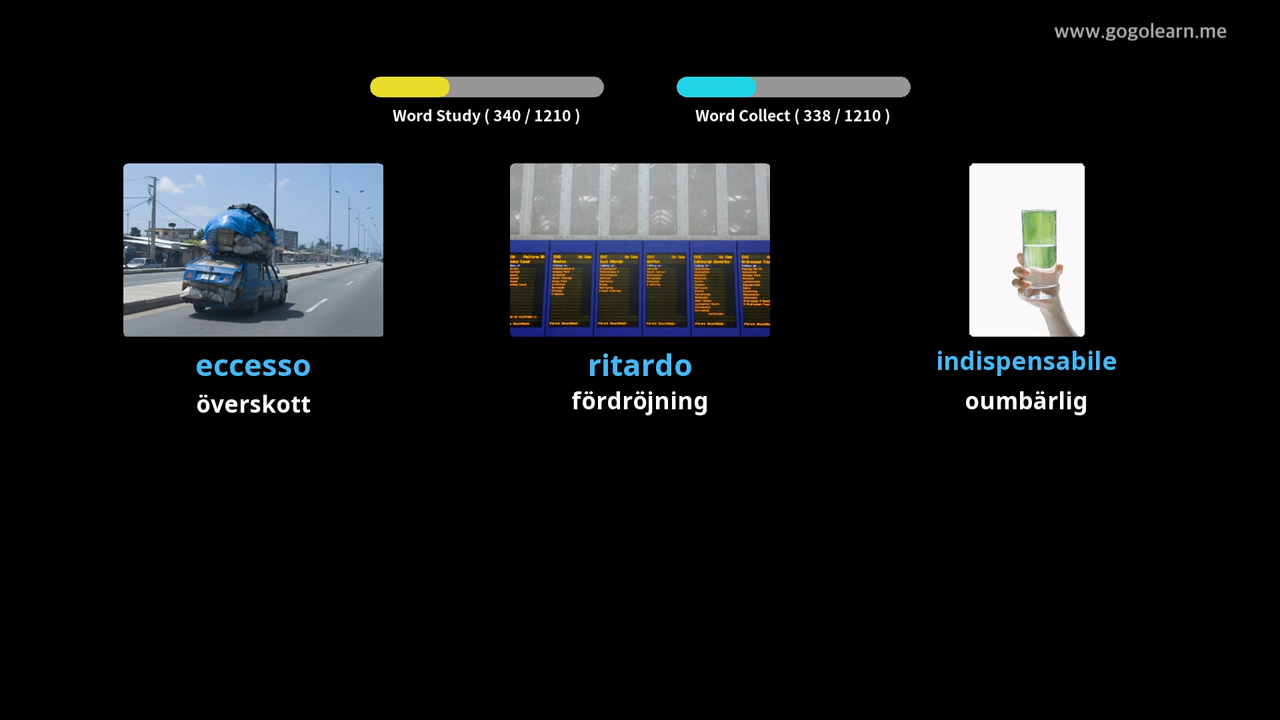 www.gogolearn.me
Word Study ( 340 / 1210 )
Word Collect ( 338 / 1210 )
eccesso
överskott
ritardo
fördröjning
indispensabile
oumbärlig